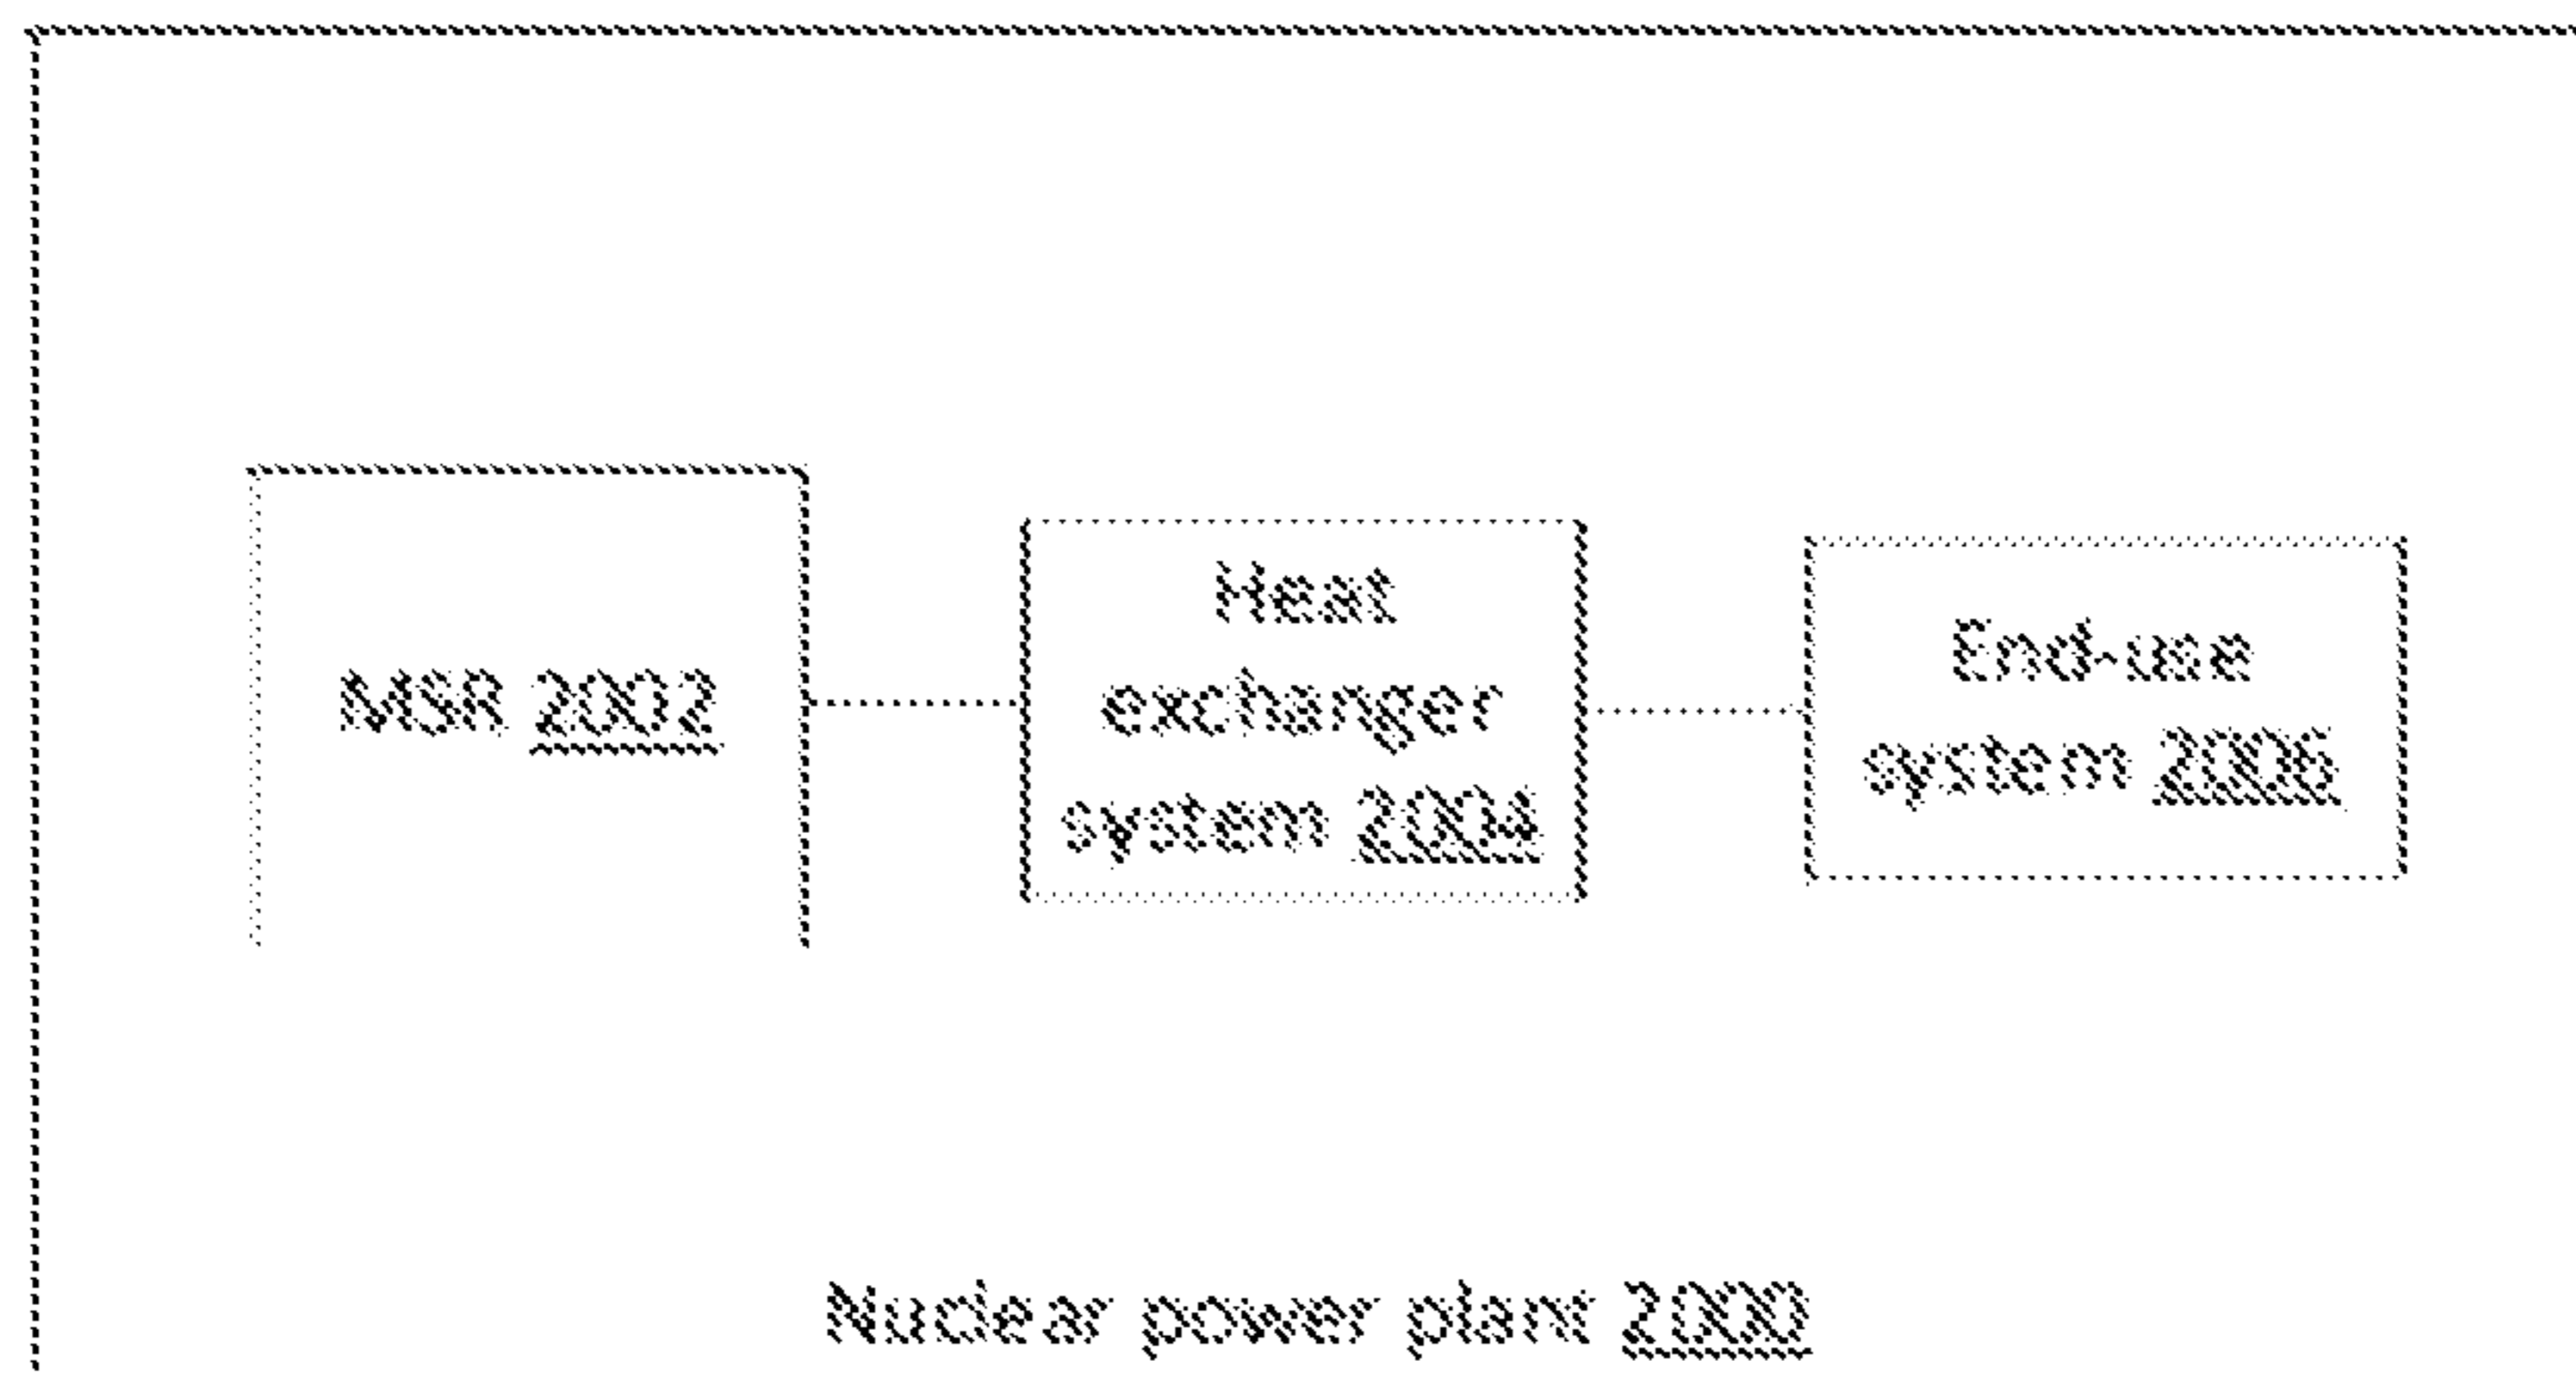 MSR 2002
Heat
exchanger
system 2004
End-use
system 2006
Nuclear power plant 2000